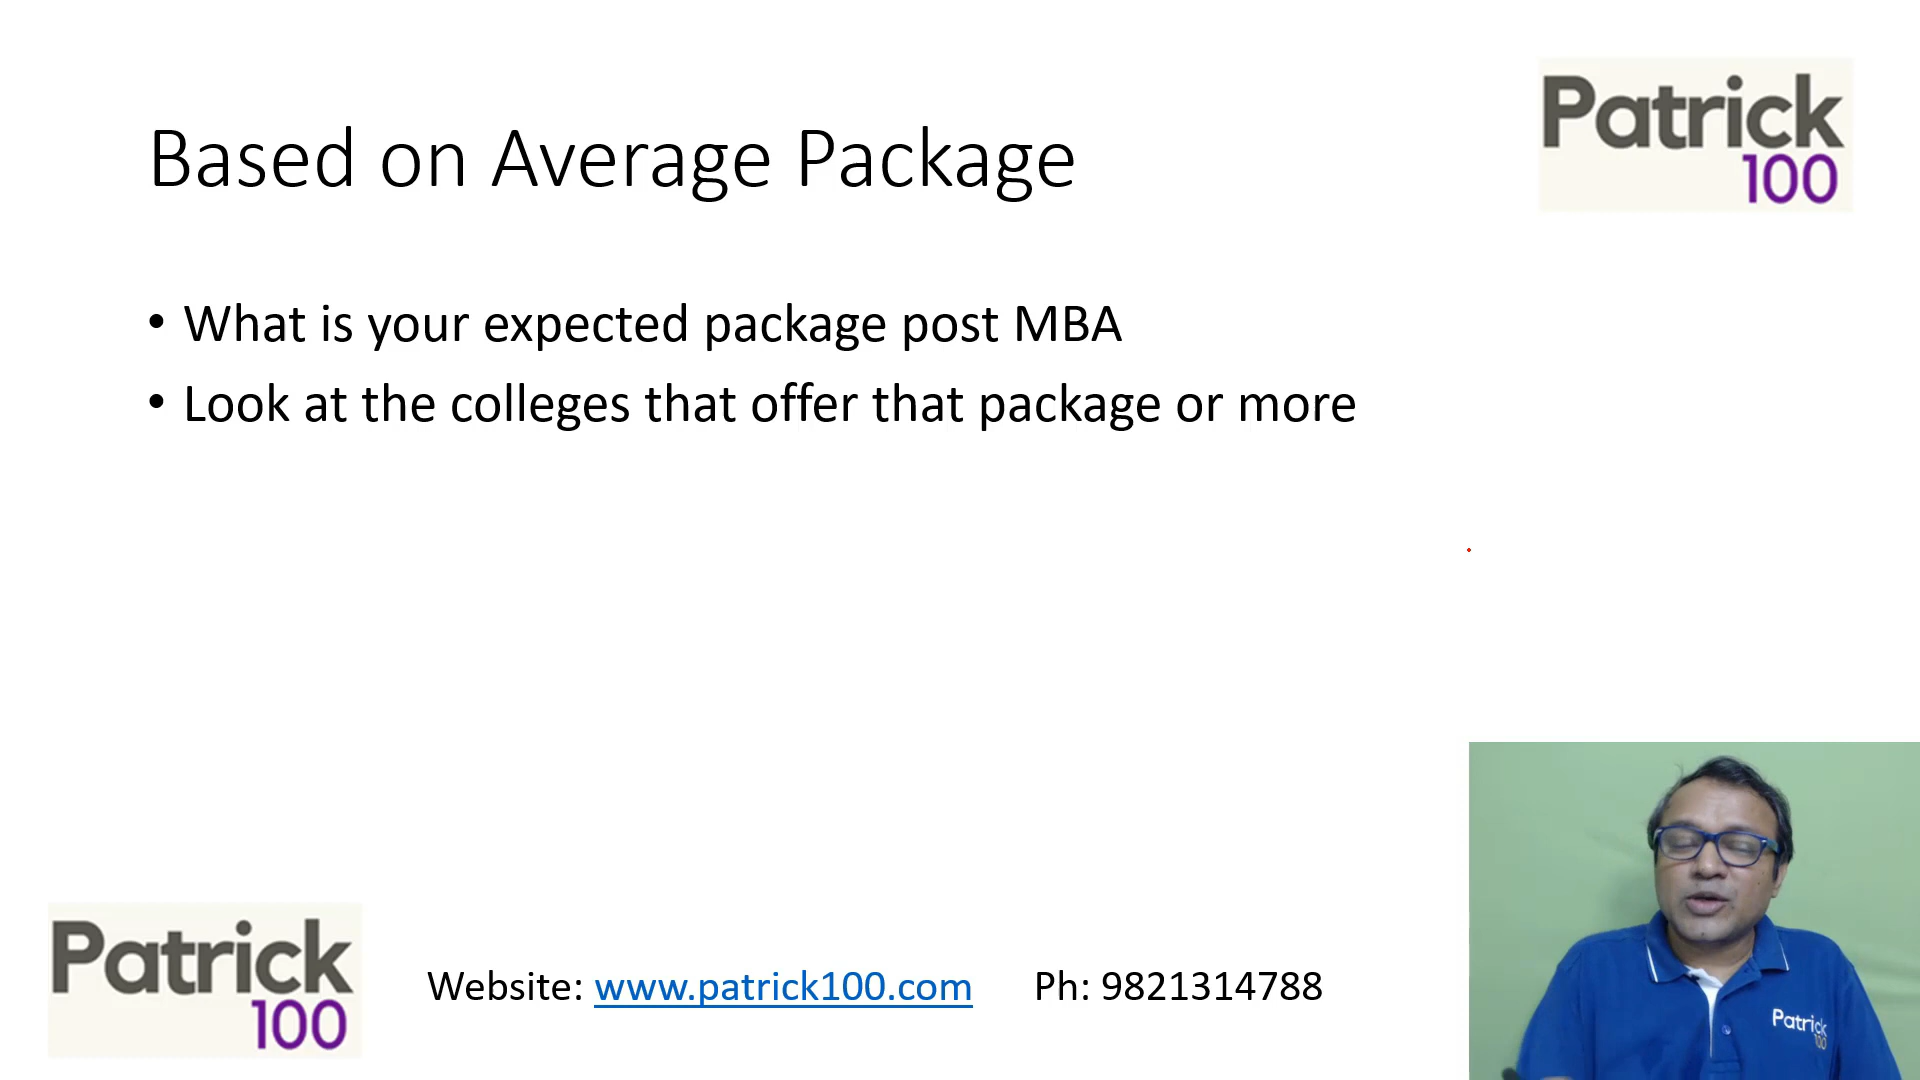 Patrick
100
Based on Average Package
• What is your expected package post MBA
• Look at the colleges that offer that package or more
Patrick
100
Website: www.patrick100.com Ph: 9821314788
Patrick
100